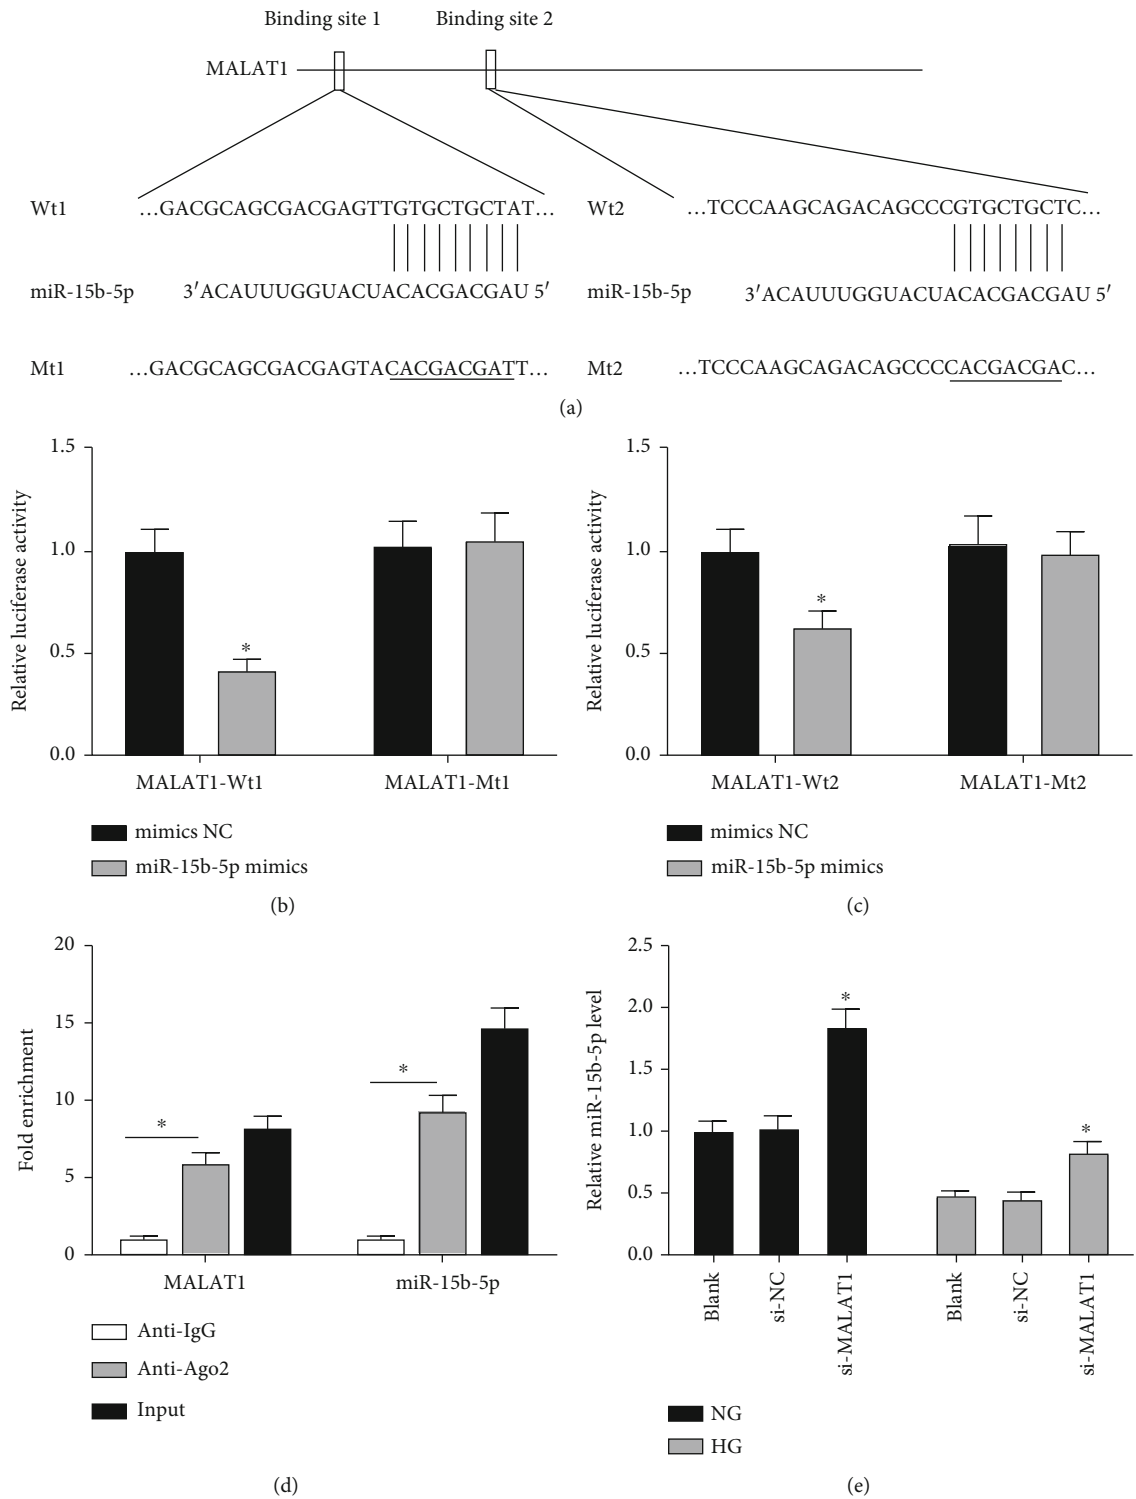 Binding site 1 Binding site 2
MALAT1
Wt1 …GACGCAGCGACGAGTTGTGCTGCTAT… Wt2 …TCCCAAGCAGACAGCCCGTGCTGCTC…
miR-15b-5p 3′ACAUUUGGUACUACACGACGAU 5′ miR-15b-5p 3′ACAUUUGGUACUACACGACGAU 5′
Mt1 …GACGCAGCGACGAGTACACGACGATT… Mt2 …TCCCAAGCAGACAGCCCCACGACGAC…
(a)
Relative luciferase activity
1.5
1.0
0.5
0.0
*
MALAT1-Wt1 MALAT1-Mt1
mimics NC
miR-15b-5p mimics
(b)
Relative luciferase activity
1.5
1.0
0.5
0.0
*
MALAT1-Wt2 MALAT1-Mt2
mimics NC
miR-15b-5p mimics
(c)
Fold enrichment
20
15
10
5
0
* *
MALAT1 miR-15b-5p
Anti-IgG
Anti-Ago2
Input
(d)
Relative miR-15b-5p level
2.5
2.0
1.5
1.0
0.5
0.0
* *
Blank si-NC si-MALAT1 Blank si-NC si-MALAT1
NG
HG
(e)